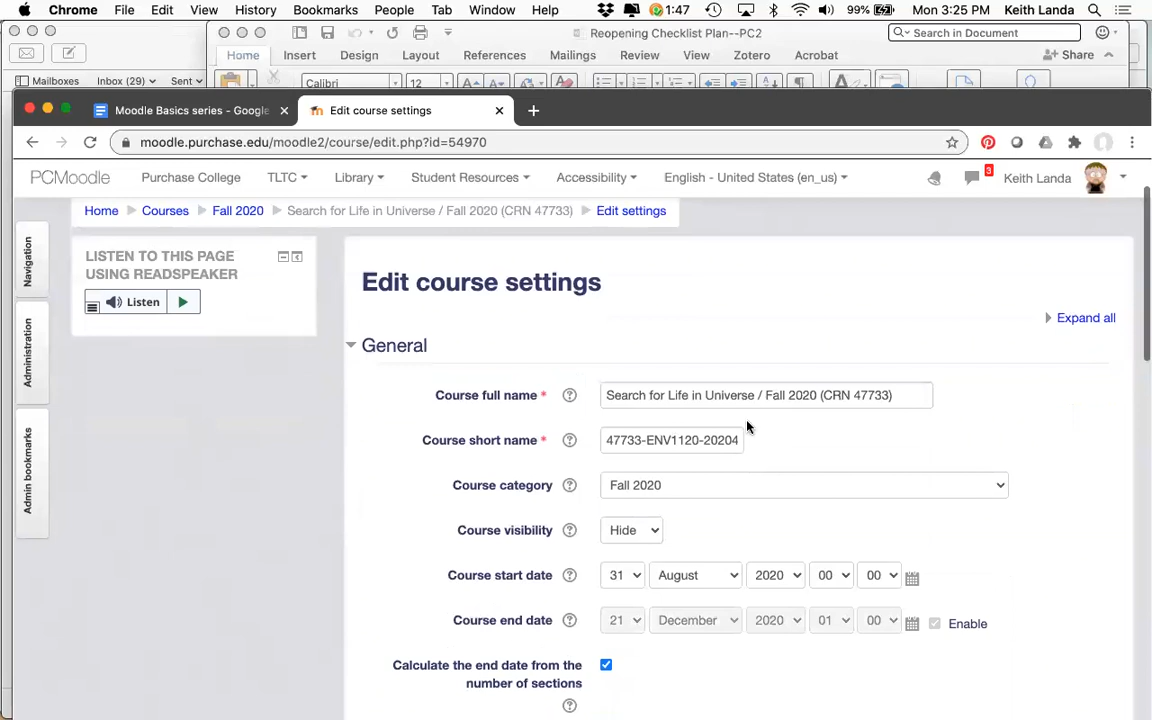 Chrome File Edit View History Bookmarks People Tab Window Help 1:47 99% Mon 3:25 PM Keith Landa
Reopening Checklist Plan--PC2 Search in Document
Home Insert Draw Design Layout References Mailings Review View Zotero Acrobat Share
Mailboxes Inbox (29) Sent Calibri 12
Moodle Basics series - Google Edit course settings
moodle.purchase.edu/moodle2/course/edit.php?id=54970
PCMoodle Purchase College TLTC Library Student Resources Accessibility English - United States (en_us) 3 Keith Landa
Home Courses Fall 2020 Search for Life in Universe / Fall 2020 (CRN 47733) Edit settings
Navigation
Administration
Admin bookmarks
LISTEN TO THIS PAGE
USING READSPEAKER
Listen
Edit course settings
Expand all
General
Course full name * Search for Life in Universe / Fall 2020 (CRN 47733)
Course short name * 47733-ENV1120-20204
Course category Fall 2020
Course visibility Hide
Course start date 31 August 2020 00 00
Course end date 21 December 2020 01 00 Enable
Calculate the end date from the
number of sections